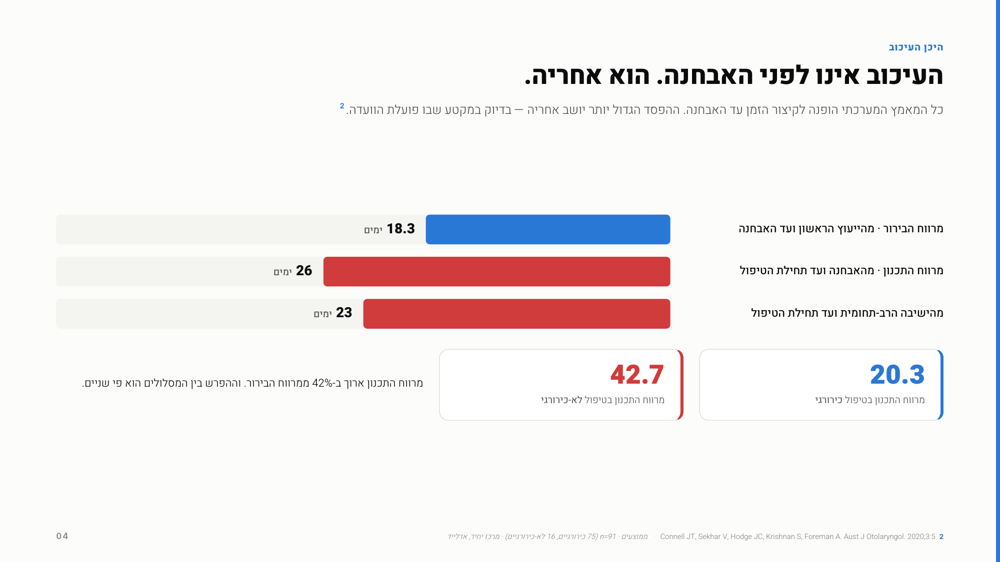 היכן העיכוב
העיכוב אינו לפני האבחנה. הוא אחריה.
כל המאמץ המערכתי הופנה לקיצור הזמן עד האבחנה. ההפסד הגדול יותר יושב אחריה — בדיוק במקטע שבו פועלת הוועדה. 2
מרווח הבירור · מהייעוץ הראשון ועד האבחנה
18.3 ימים
מרווח התכנון · מהאבחנה ועד תחילת הטיפול
26 ימים
מהישיבה הרב-תחומית ועד תחילת הטיפול
23 ימים
20.3
מרווח התכנון בטיפול כירורגי
42.7
מרווח התכנון בטיפול לא-כירורגי
מרווח התכנון ארוך ב-42% ממרווח הבירור. וההפרש בין המסלולים הוא פי שניים.
2 Connell JT, Sekhar V, Hodge JC, Krishnan S, Foreman A. Aust J Otolaryngol. 2020;3:5 · ממוצעים · n=91 (75 כירורגיים, 16 לא-כירורגיים) · מרכז יחיד, אדלייד
04